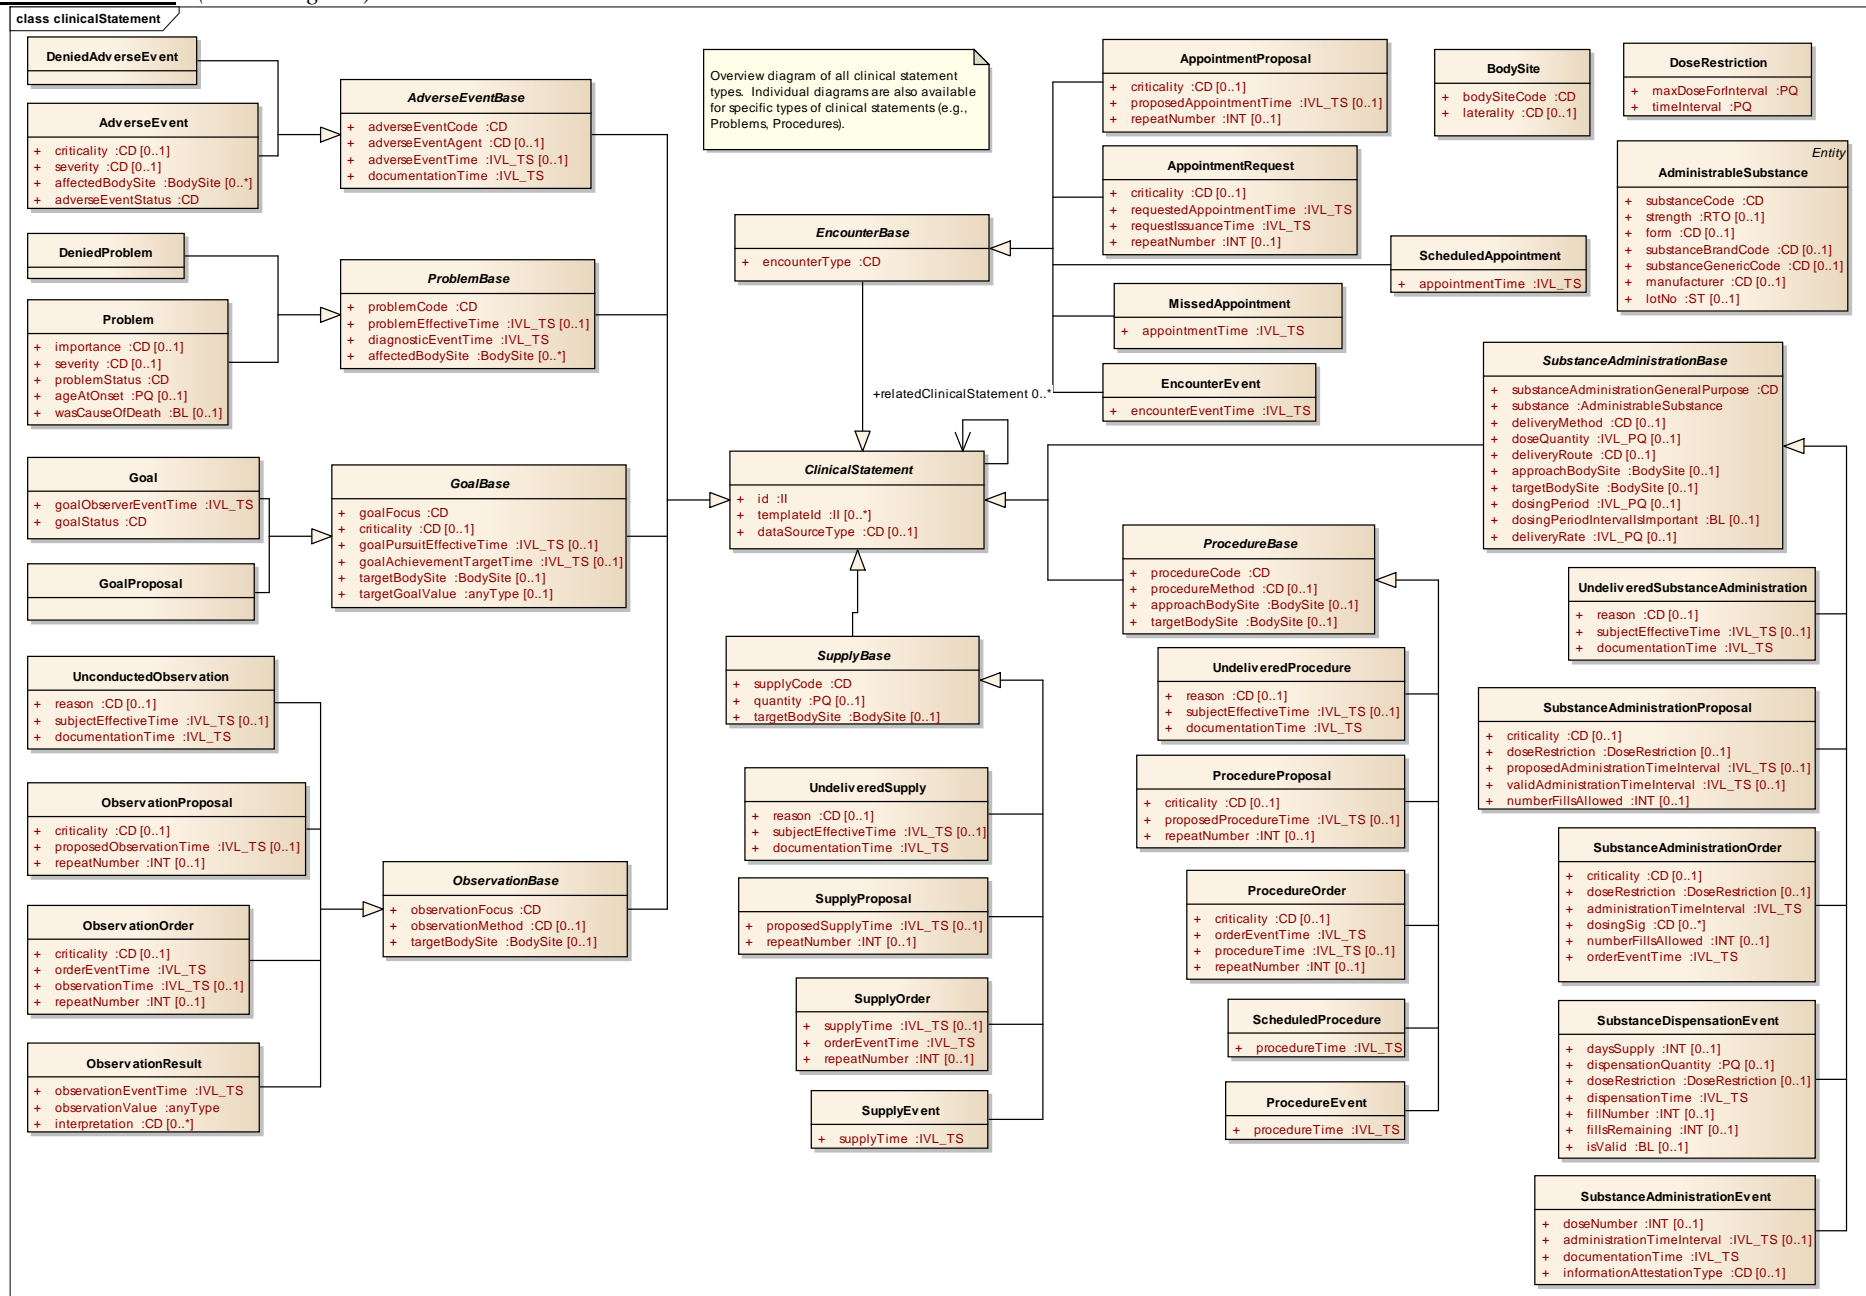 class clinicalStatement
DeniedAdverseEvent
AdverseEvent
+ criticality :CD [0..1]
+ severity :CD [0..1]
+ affectedBodySite :BodySite [0..*]
+ adverseEventStatus :CD
AdverseEventBase
+ adverseEventCode :CD
+ adverseEventAgent :CD [0..1]
+ adverseEventTime :IVL_TS [0..1]
+ documentationTime :IVL_TS
DeniedProblem
Problem
+ importance :CD [0..1]
+ severity :CD [0..1]
+ problemStatus :CD
+ ageAtOnset :PQ [0..1]
+ wasCauseOfDeath :BL [0..1]
ProblemBase
+ problemCode :CD
+ problemEffectiveTime :IVL_TS [0..1]
+ diagnosticEventTime :IVL_TS
+ affectedBodySite :BodySite [0..*]
Goal
+ goalObserverEventTime :IVL_TS
+ goalStatus :CD
GoalProposal
GoalBase
+ goalFocus :CD
+ criticality :CD [0..1]
+ goalPursuitEffectiveTime :IVL_TS [0..1]
+ goalAchievementTargetTime :IVL_TS [0..1]
+ targetBodySite :BodySite [0..1]
+ targetGoalValue :anyType [0..1]
UnconductedObservation
+ reason :CD [0..1]
+ subjectEffectiveTime :IVL_TS [0..1]
+ documentationTime :IVL_TS
ObservationProposal
+ criticality :CD [0..1]
+ proposedObservationTime :IVL_TS [0..1]
+ repeatNumber :INT [0..1]
ObservationOrder
+ criticality :CD [0..1]
+ orderEventTime :IVL_TS
+ observationTime :IVL_TS [0..1]
+ repeatNumber :INT [0..1]
ObservationResult
+ observationEventTime :IVL_TS
+ observationValue :anyType
+ interpretation :CD [0..*]
ObservationBase
+ observationFocus :CD
+ observationMethod :CD [0..1]
+ targetBodySite :BodySite [0..1]
Overview diagram of all clinical statement
types. Individual diagrams are also available
for specific types of clinical statements (e.g.,
Problems, Procedures).
EncounterBase
+ encounterType :CD
+relatedClinicalStatement 0..*
ClinicalStatement
+ id :II
+ templateId :II [0..*]
+ dataSourceType :CD [0..1]
SupplyBase
+ supplyCode :CD
+ quantity :PQ [0..1]
+ targetBodySite :BodySite [0..1]
UndeliveredSupply
+ reason :CD [0..1]
+ subjectEffectiveTime :IVL_TS [0..1]
+ documentationTime :IVL_TS
SupplyProposal
+ proposedSupplyTime :IVL_TS [0..1]
+ repeatNumber :INT [0..1]
SupplyOrder
+ supplyTime :IVL_TS [0..1]
+ orderEventTime :IVL_TS
+ repeatNumber :INT [0..1]
SupplyEvent
+ supplyTime :IVL_TS
AppointmentProposal
+ criticality :CD [0..1]
+ proposedAppointmentTime :IVL_TS [0..1]
+ repeatNumber :INT [0..1]
AppointmentRequest
+ criticality :CD [0..1]
+ requestedAppointmentTime :IVL_TS
+ requestIssuanceTime :IVL_TS
+ repeatNumber :INT [0..1]
ScheduledAppointment
+ appointmentTime :IVL_TS
MissedAppointment
+ appointmentTime :IVL_TS
EncounterEvent
+ encounterEventTime :IVL_TS
ProcedureBase
+ procedureCode :CD
+ procedureMethod :CD [0..1]
+ approachBodySite :BodySite [0..1]
+ targetBodySite :BodySite [0..1]
UndeliveredProcedure
+ reason :CD [0..1]
+ subjectEffectiveTime :IVL_TS [0..1]
+ documentationTime :IVL_TS
ProcedureProposal
+ criticality :CD [0..1]
+ proposedProcedureTime :IVL_TS [0..1]
+ repeatNumber :INT [0..1]
ProcedureOrder
+ criticality :CD [0..1]
+ orderEventTime :IVL_TS
+ procedureTime :IVL_TS [0..1]
+ repeatNumber :INT [0..1]
ScheduledProcedure
+ procedureTime :IVL_TS
ProcedureEvent
+ procedureTime :IVL_TS
BodySite
+ bodySiteCode :CD
+ laterality :CD [0..1]
DoseRestriction
+ maxDoseForInterval :PQ
+ timeInterval :PQ
Entity
AdministrableSubstance
+ substanceCode :CD
+ strength :RTO [0..1]
+ form :CD [0..1]
+ substanceBrandCode :CD [0..1]
+ substanceGenericCode :CD [0..1]
+ manufacturer :CD [0..1]
+ lotNo :ST [0..1]
SubstanceAdministrationBase
+ substanceAdministrationGeneralPurpose :CD
+ substance :AdministrableSubstance
+ deliveryMethod :CD [0..1]
+ doseQuantity :IVL_PQ [0..1]
+ deliveryRoute :CD [0..1]
+ approachBodySite :BodySite [0..1]
+ targetBodySite :BodySite [0..1]
+ dosingPeriod :IVL_PQ [0..1]
+ dosingPeriodIntervalIsImportant :BL [0..1]
+ deliveryRate :IVL_PQ [0..1]
UndeliveredSubstanceAdministration
+ reason :CD [0..1]
+ subjectEffectiveTime :IVL_TS [0..1]
+ documentationTime :IVL_TS
SubstanceAdministrationProposal
+ criticality :CD [0..1]
+ doseRestriction :DoseRestriction [0..1]
+ proposedAdministrationTimeInterval :IVL_TS [0..1]
+ validAdministrationTimeInterval :IVL_TS [0..1]
+ numberFillsAllowed :INT [0..1]
SubstanceAdministrationOrder
+ criticality :CD [0..1]
+ doseRestriction :DoseRestriction [0..1]
+ administrationTimeInterval :IVL_TS
+ dosingSig :CD [0..*]
+ numberFillsAllowed :INT [0..1]
+ orderEventTime :IVL_TS
SubstanceDispensationEvent
+ daysSupply :INT [0..1]
+ dispensationQuantity :PQ [0..1]
+ doseRestriction :DoseRestriction [0..1]
+ dispensationTime :IVL_TS
+ fillNumber :INT [0..1]
+ fillsRemaining :INT [0..1]
+ isValid :BL [0..1]
SubstanceAdministrationEvent
+ doseNumber :INT [0..1]
+ administrationTimeInterval :IVL_TS [0..1]
+ documentationTime :IVL_TS
+ informationAttestationType :CD [0..1]